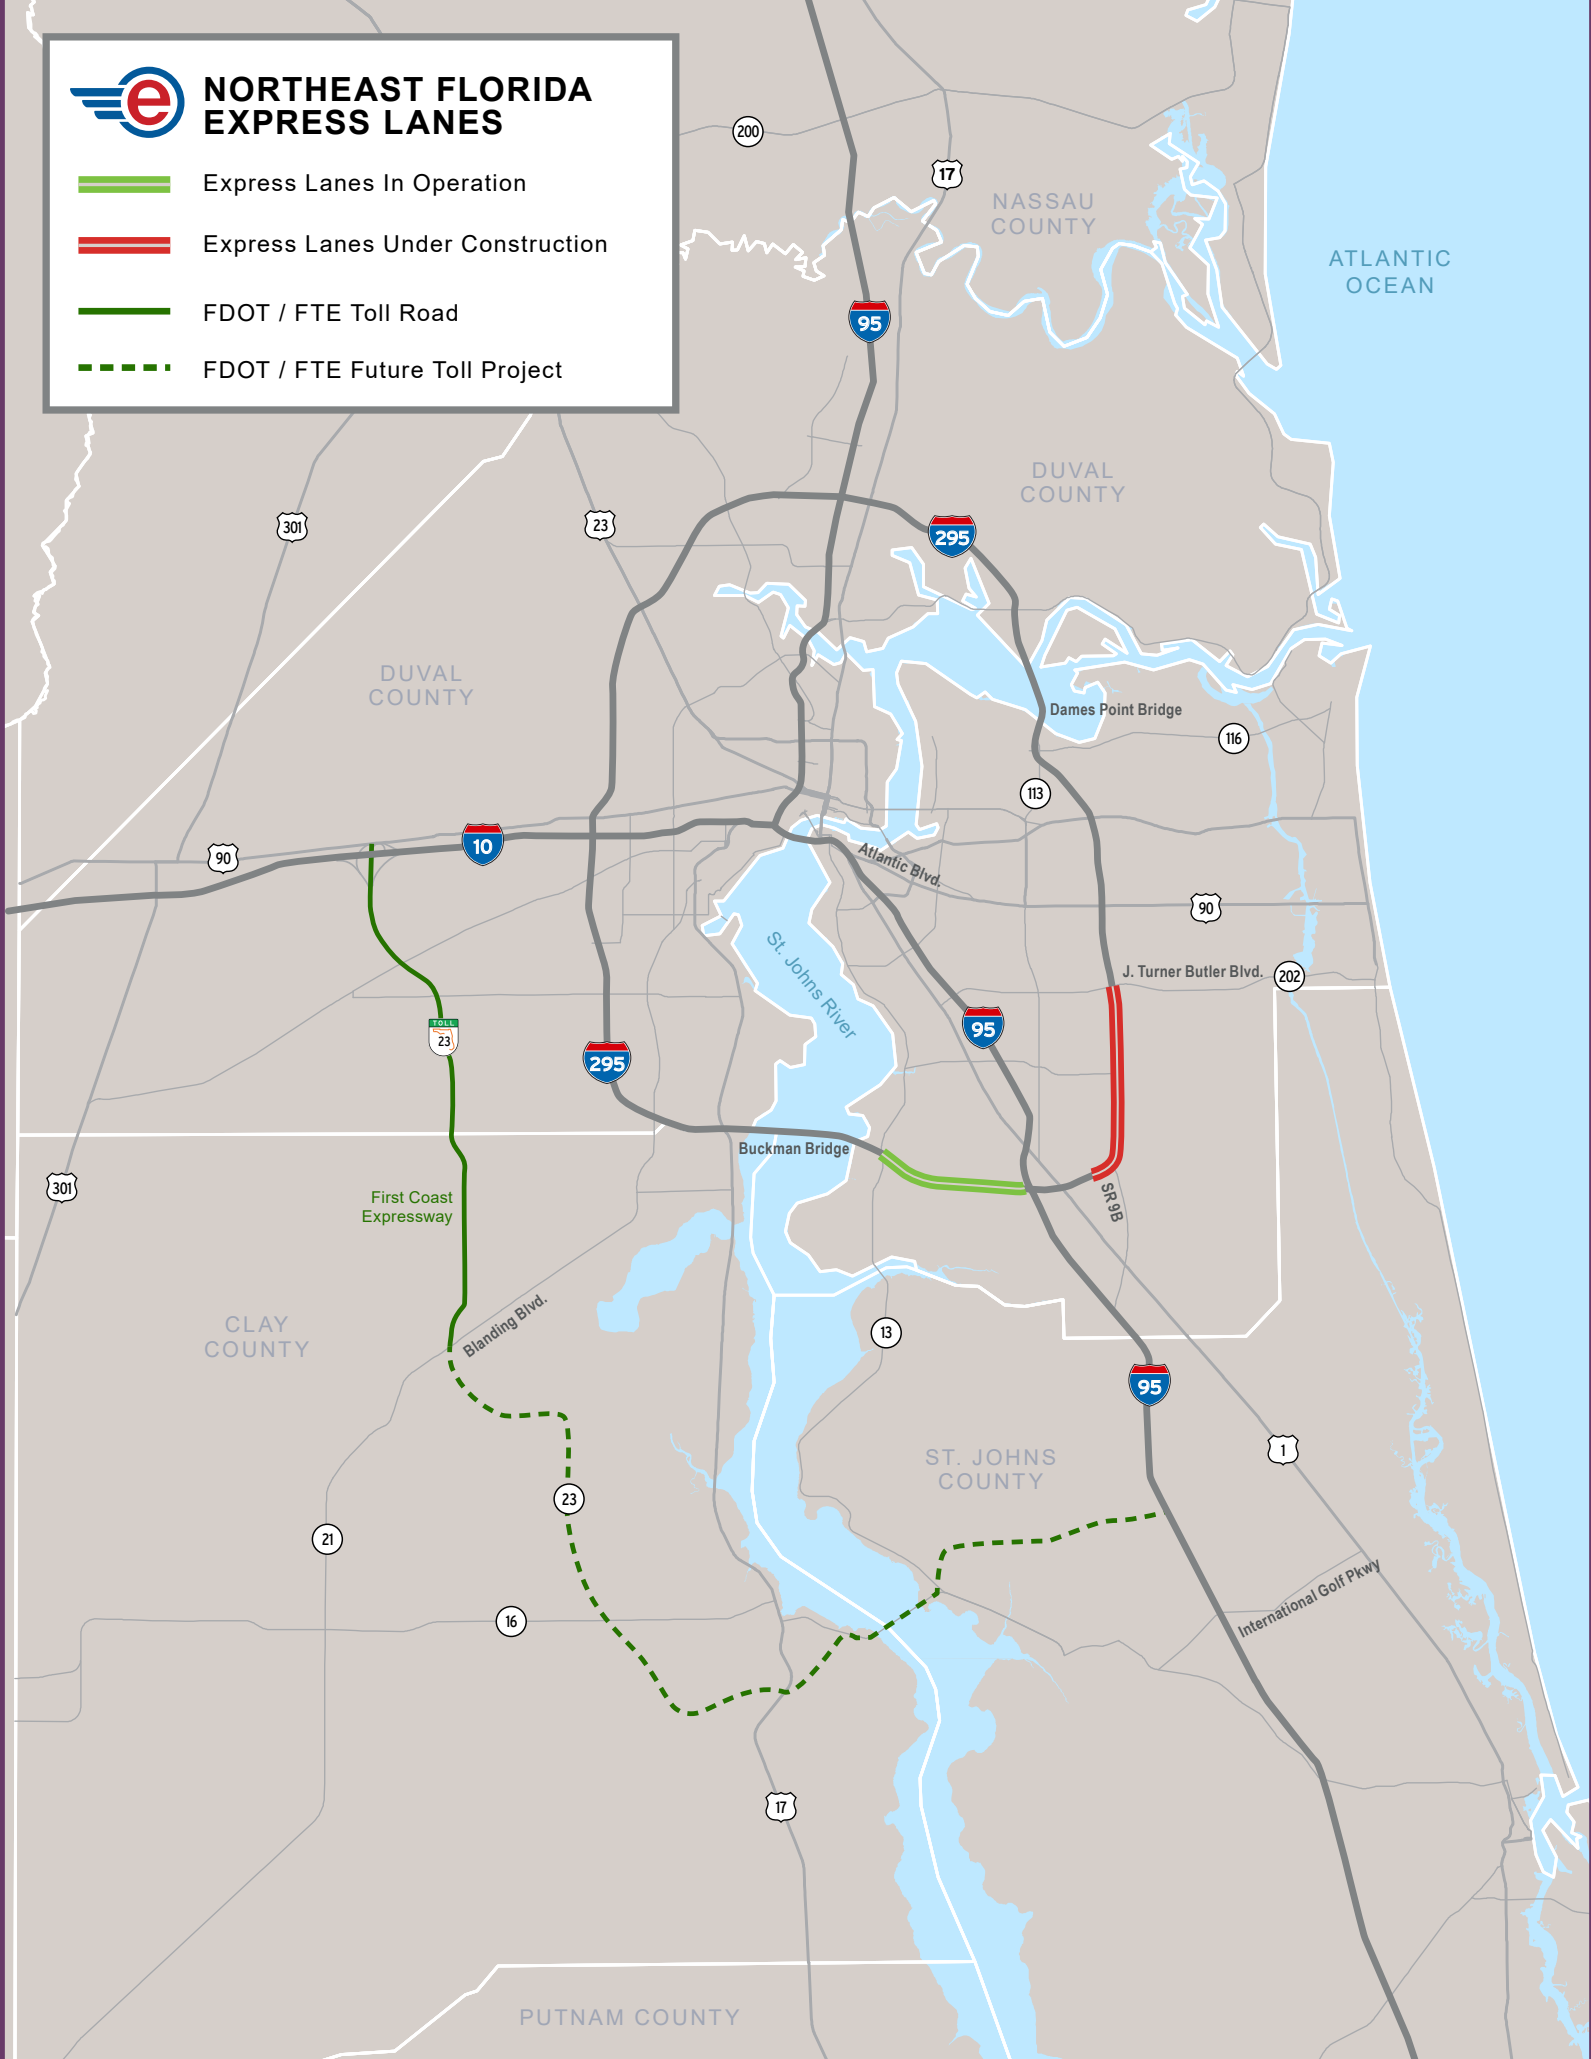 e
NORTHEAST FLORIDA
EXPRESS LANES
Express Lanes In Operation
Express Lanes Under Construction
FDOT / FTE Toll Road
FDOT / FTE Future Toll Project
200
17
NASSAU
COUNTY
ATLANTIC
OCEAN
95
DUVAL
COUNTY
301
23
295
DUVAL
COUNTY
Dames Point Bridge
116
113
10
90
Atlantic Blvd.
90
St. Johns River
J. Turner Butler Blvd.
202
TOLL
23
95
295
Buckman Bridge
301
First Coast
Expressway
SR9B
CLAY
COUNTY
Blanding Blvd.
13
95
ST. JOHNS
COUNTY
1
23
21
International Golf Pkwy
16
17
PUTNAM COUNTY